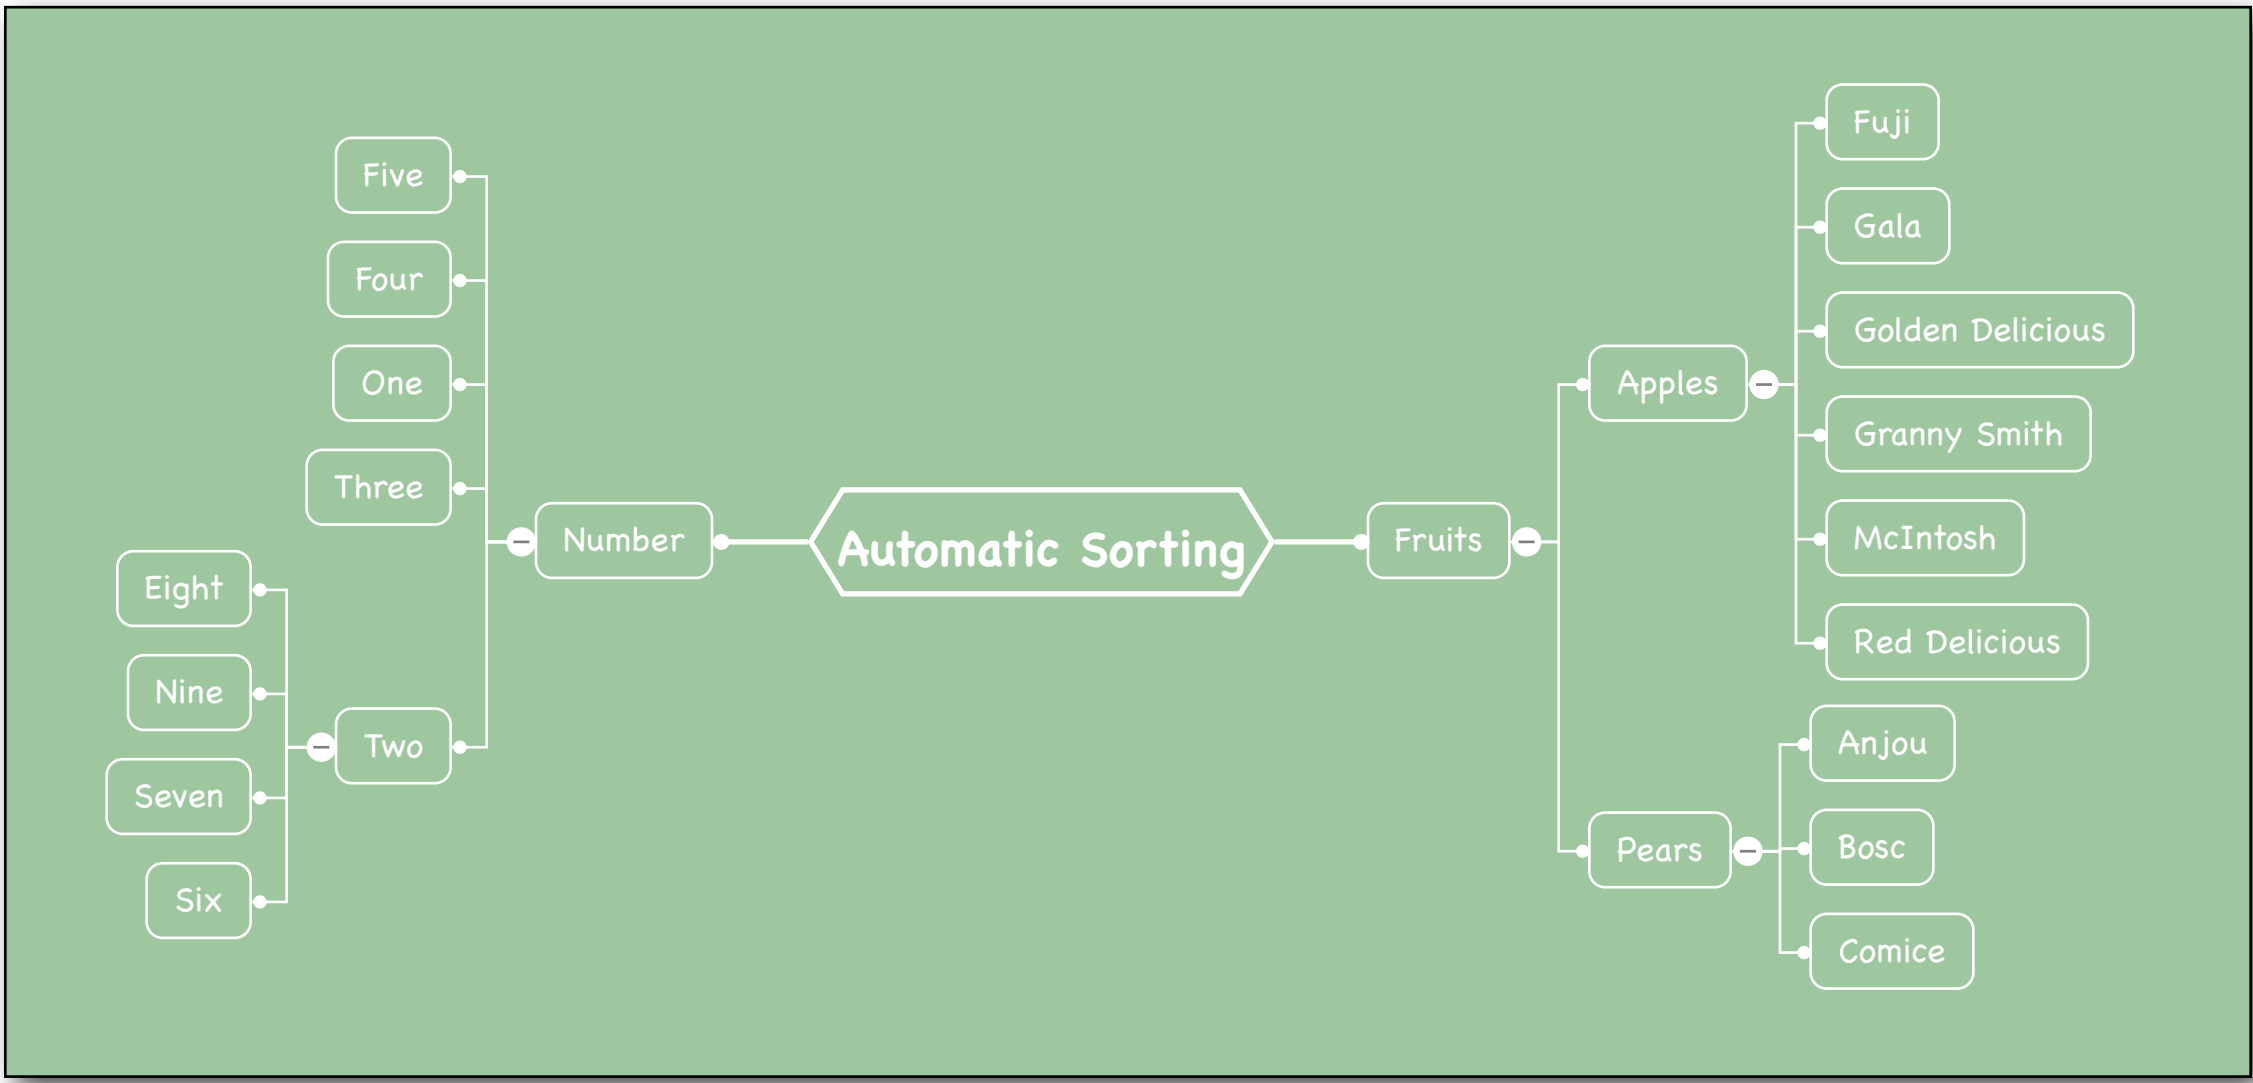 Automatic Sorting
Number
Five
Four
One
Three
Two
Eight
Nine
Seven
Six
Fruits
Apples
Fuji
Gala
Golden Delicious
Granny Smith
McIntosh
Red Delicious
Pears
Anjou
Bosc
Comice